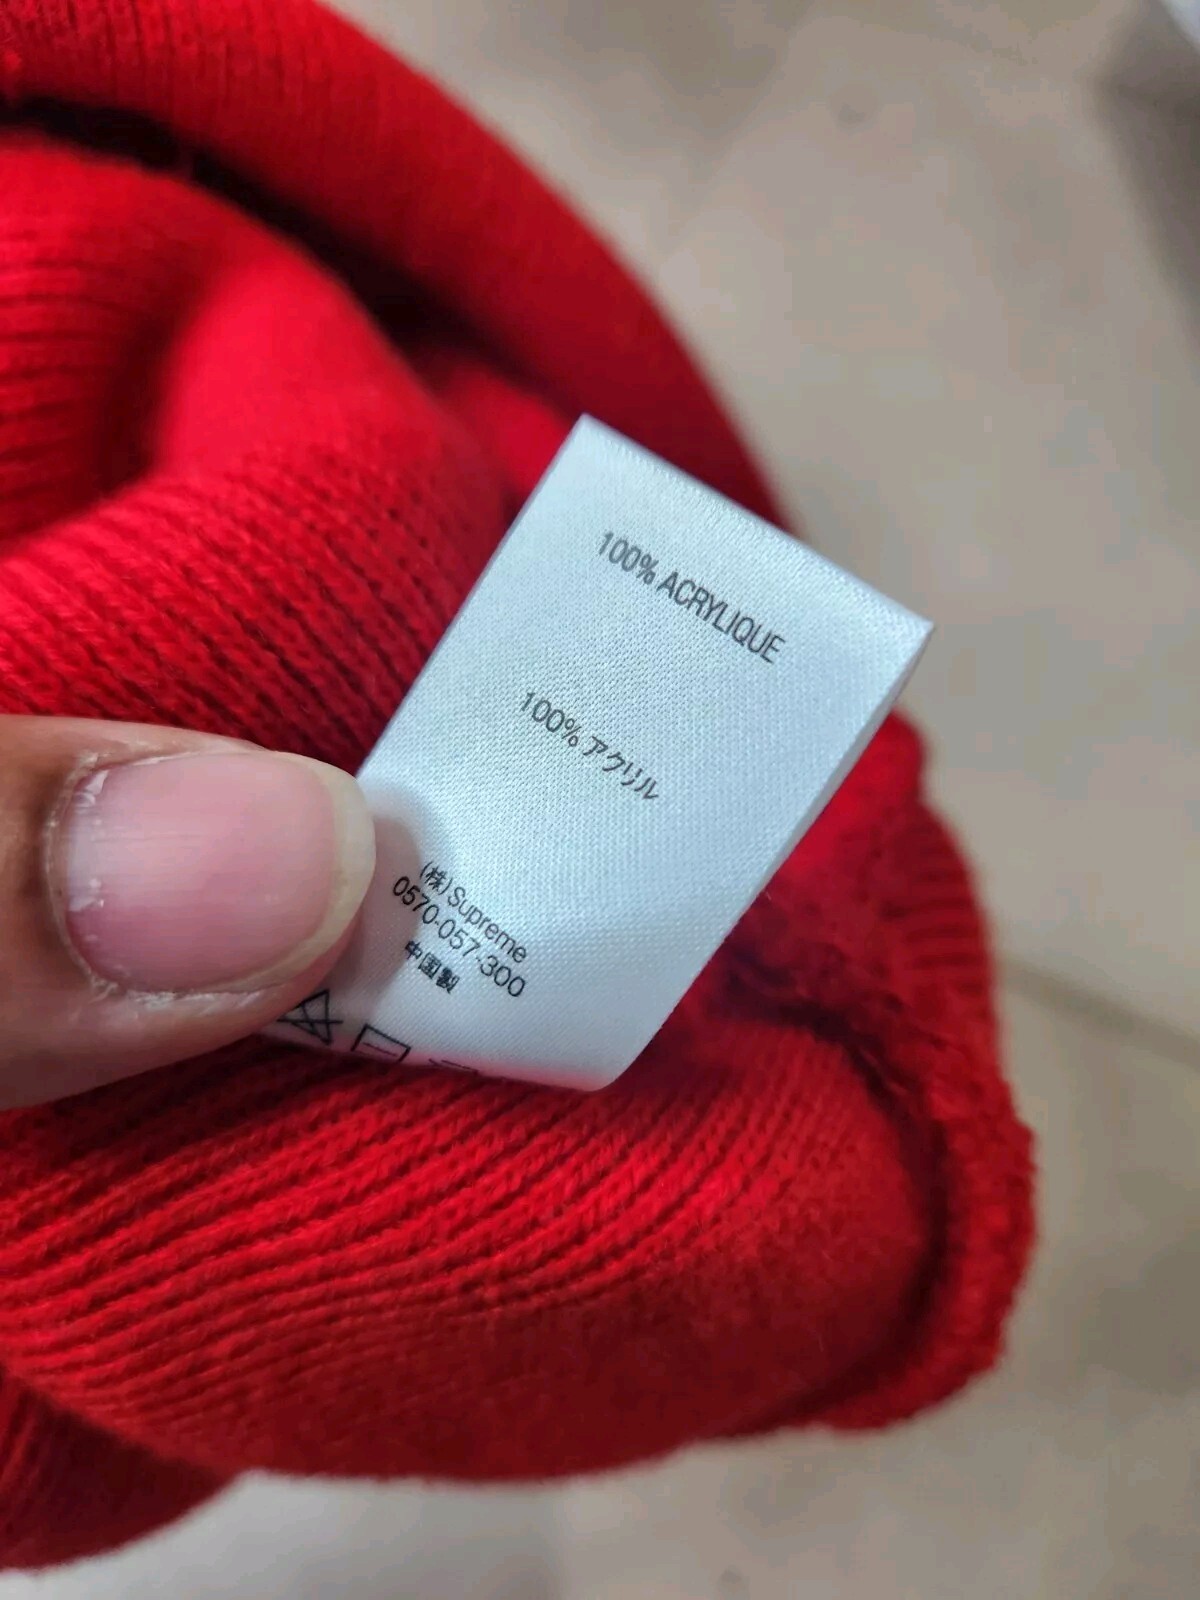 100% ACRYLIQUE
100% アクリル
(株)Supreme
0570-057-300
中国製